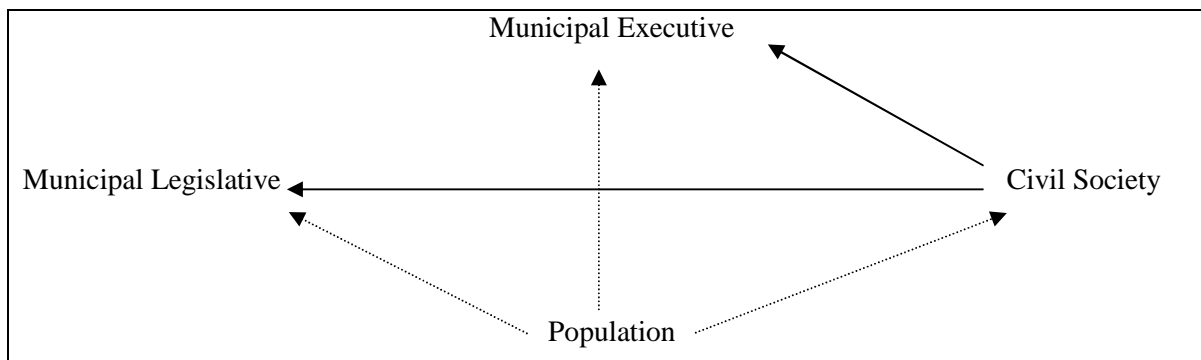 Municipal Executive
Municipal Legislative
Civil Society
Population